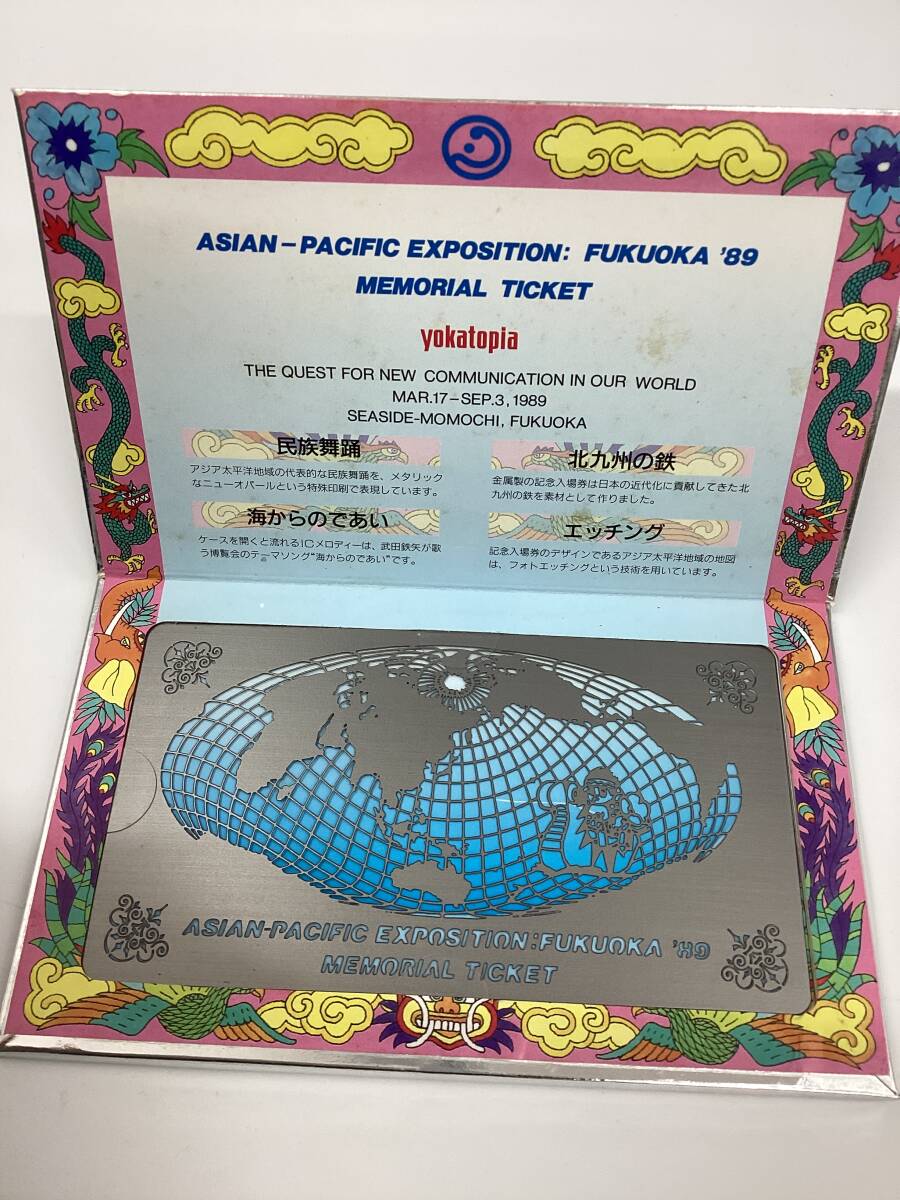 ASIAN-PACIFIC EXPOSITION: FUKUOKA '89
MEMORIAL TICKET
yokatopia
THE QUEST FOR NEW COMMUNICATION IN OUR WORLD
MAR.17-SEP.3, 1989
SEASIDE-MOMOCHI, FUKUOKA
民族舞踊
アジア太平洋地域の代表的な民族舞踊を、メタリック
なニューオパールという特殊印刷で表現しています。
海からのであい
ケースを開くと流れるICメロディーは、武田鉄矢が歌
う博覧会のテーマソング"海からのであい"です。
北九州の鉄
金属製の記念入場券は日本の近代化に貢献してきた北
九州の鉄を素材として作りました。
エッチング
記念入場券のデザインであるアジア太平洋地域の地図
は、フォトエッチングという技術を用いています。
ASIAN-PACIFIC EXPOSITION:FUKUOKA '89
MEMORIAL TICKET